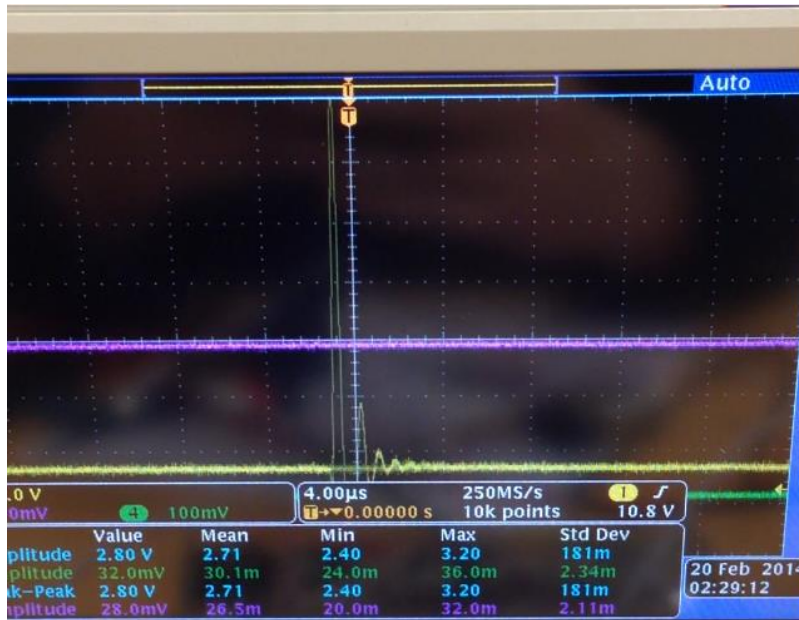 Auto
T
T
.0 V
0mV 4 100mV
4.00µs 250MS/s 1
T→▼0.00000 s 10k points 10.8 V
Value Mean Min Max Std Dev
plitude 2.80 V 2.71 2.40 3.20 181m
plitude 32.0mV 30.1m 24.0m 36.0m 2.34m
k-Peak 2.80 V 2.71 2.40 3.20 181m
plitude 28.0mV 26.5m 20.0m 32.0m 2.11m
20 Feb 2014
02:29:12